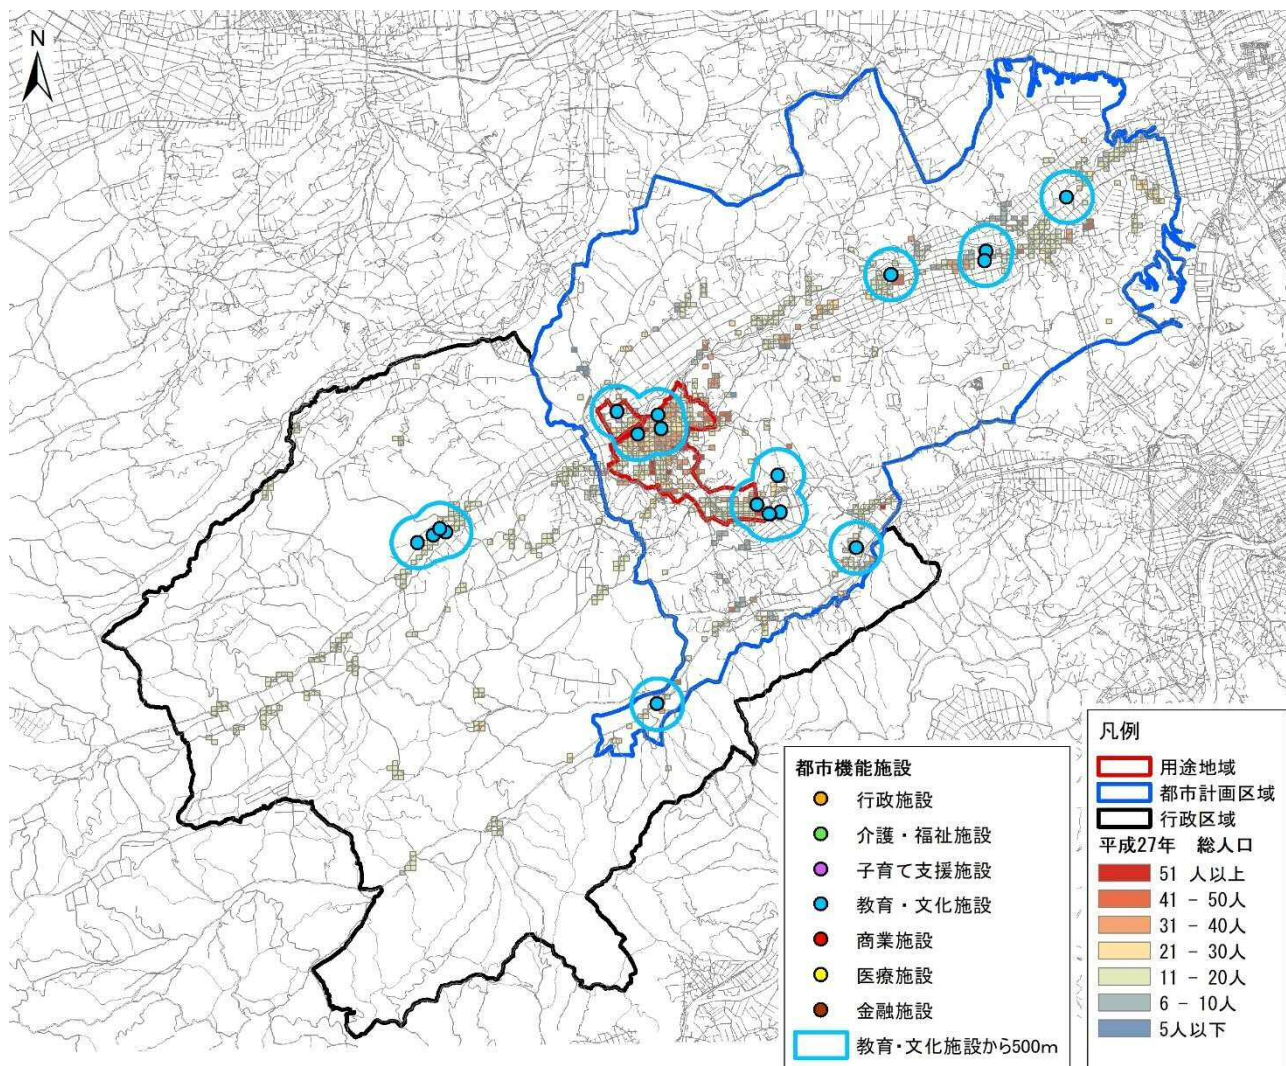 N
都市機能施設
行政施設
介護・福祉施設
子育て支援施設
教育・文化施設
商業施設
医療施設
金融施設
教育・文化施設から500m
凡例
用途地域
都市計画区域
行政区域
平成27年 総人口
51 人以上
41 - 50人
31 - 40人
21 - 30人
11 - 20人
6 - 10人
5人以下